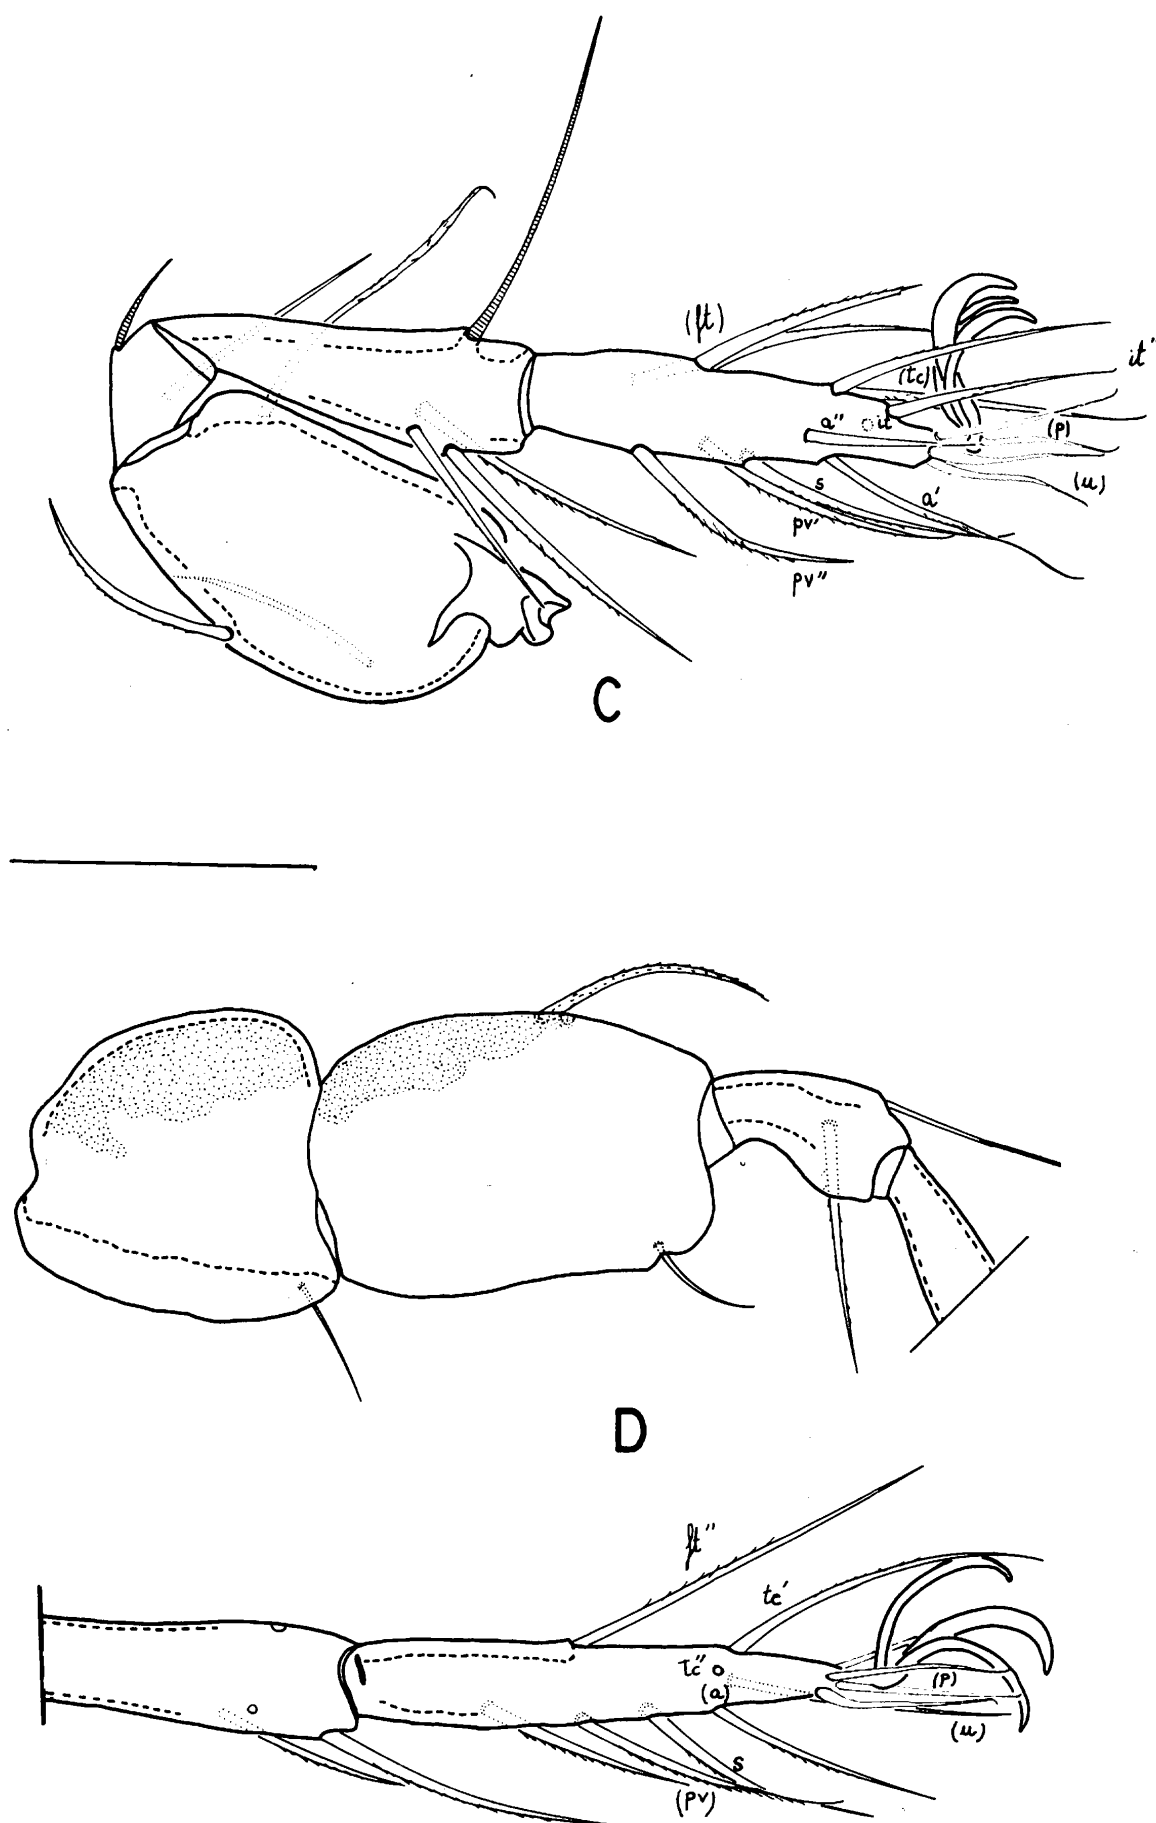 (ft)
it'
(tc)
a" it
(p)
s
a'
(u)
pv'
pv"
C
D
ft"
tc'
tc"
(a)
(p)
(u)
s
(pv)